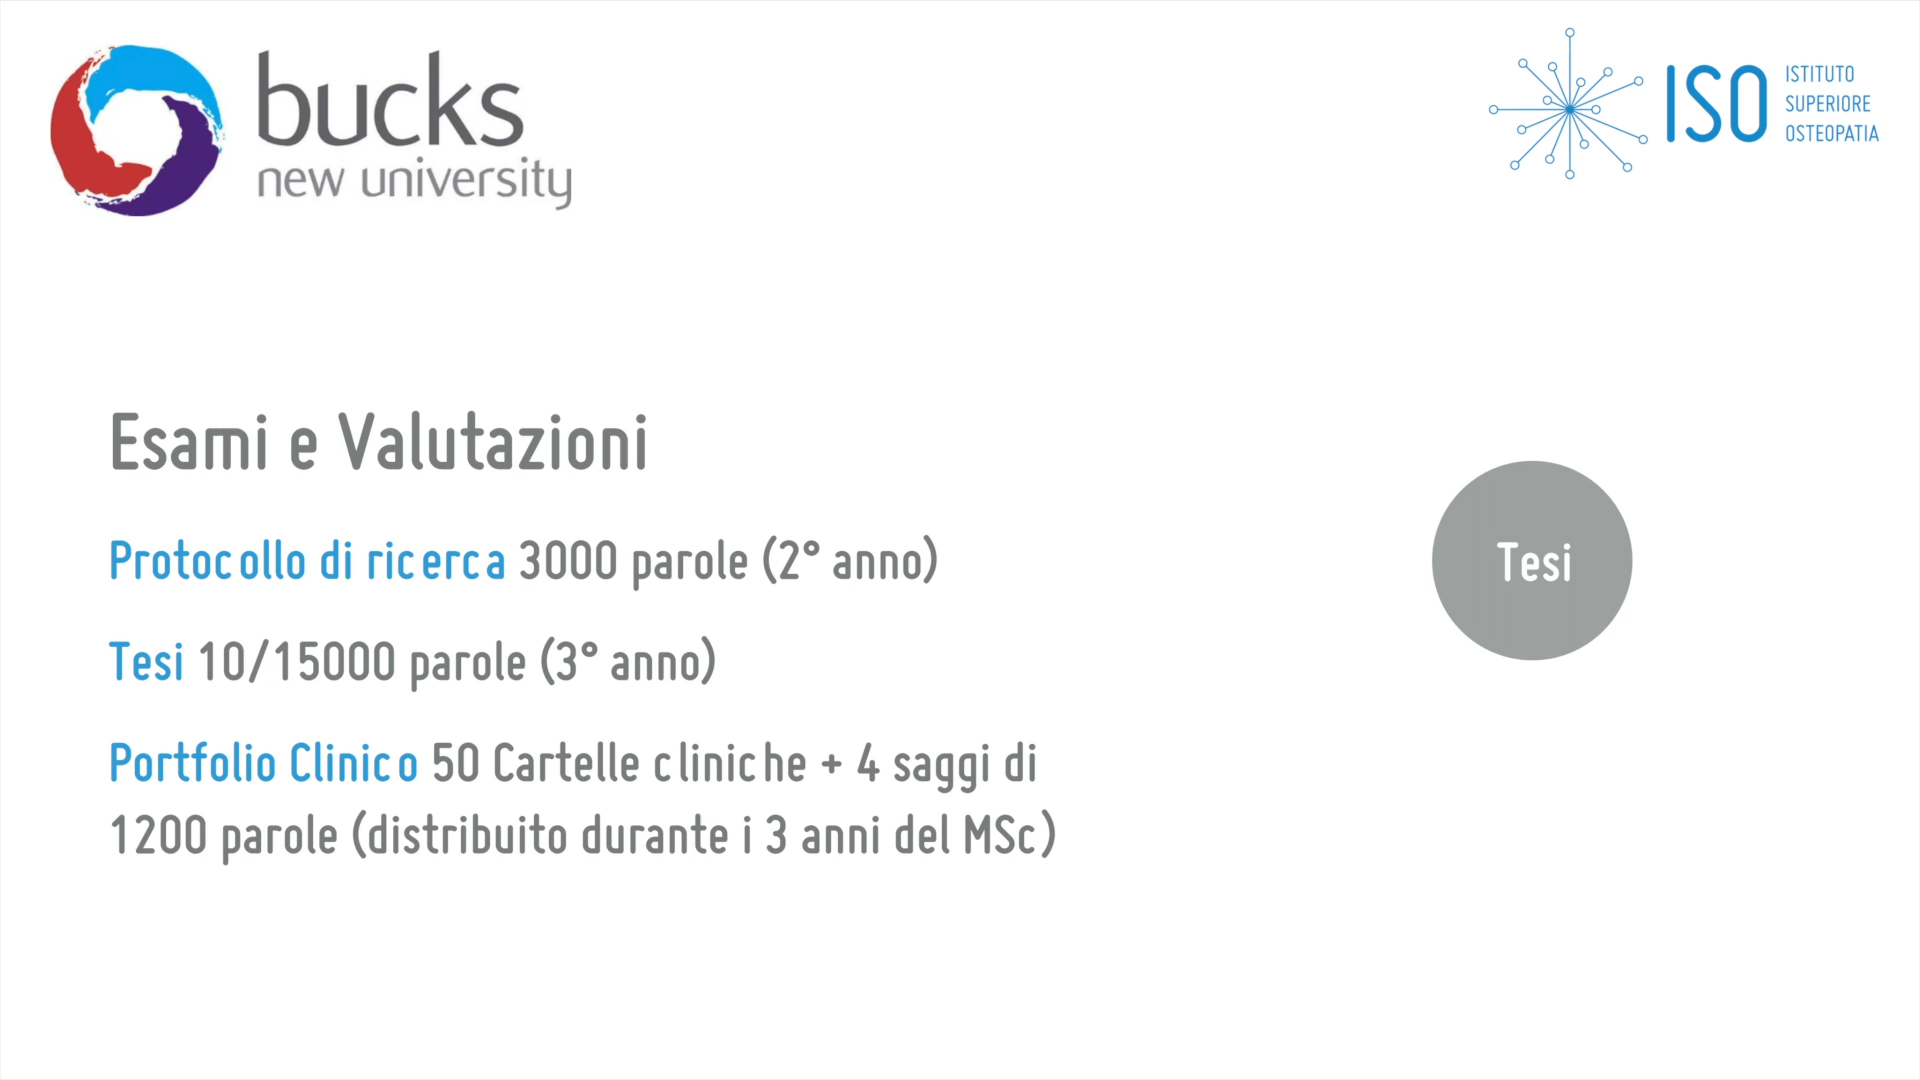 bucks
new university
ISO
ISTITUTO
SUPERIORE
OSTEOPATIA
Esami e Valutazioni
Protocollo di ricerca 3000 parole (2° anno)
Tesi 10/15000 parole (3° anno)
Portfolio Clinico 50 Cartelle cliniche + 4 saggi di
1200 parole (distribuito durante i 3 anni del MSc)
Tesi